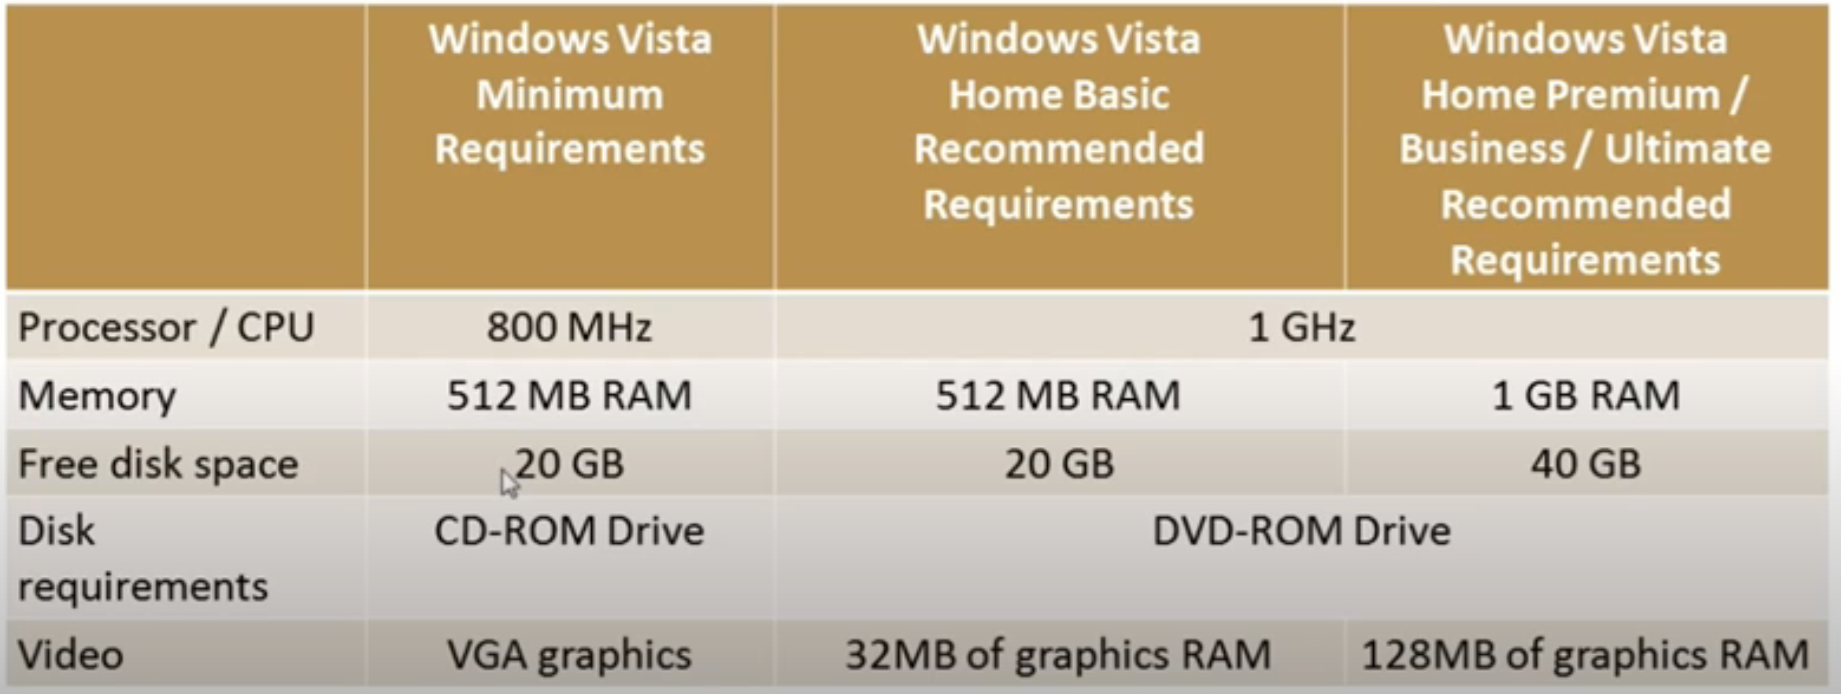 Windows Vista
Minimum
Requirements
Windows Vista
Home Basic
Recommended
Requirements
Windows Vista
Home Premium /
Business / Ultimate
Recommended
Requirements
Processor / CPU
800 MHz
1 GHz
Memory
512 MB RAM
512 MB RAM
1 GB RAM
Free disk space
20 GB
20 GB
40 GB
Disk
requirements
CD-ROM Drive
DVD-ROM Drive
Video
VGA graphics
32MB of graphics RAM
128MB of graphics RAM